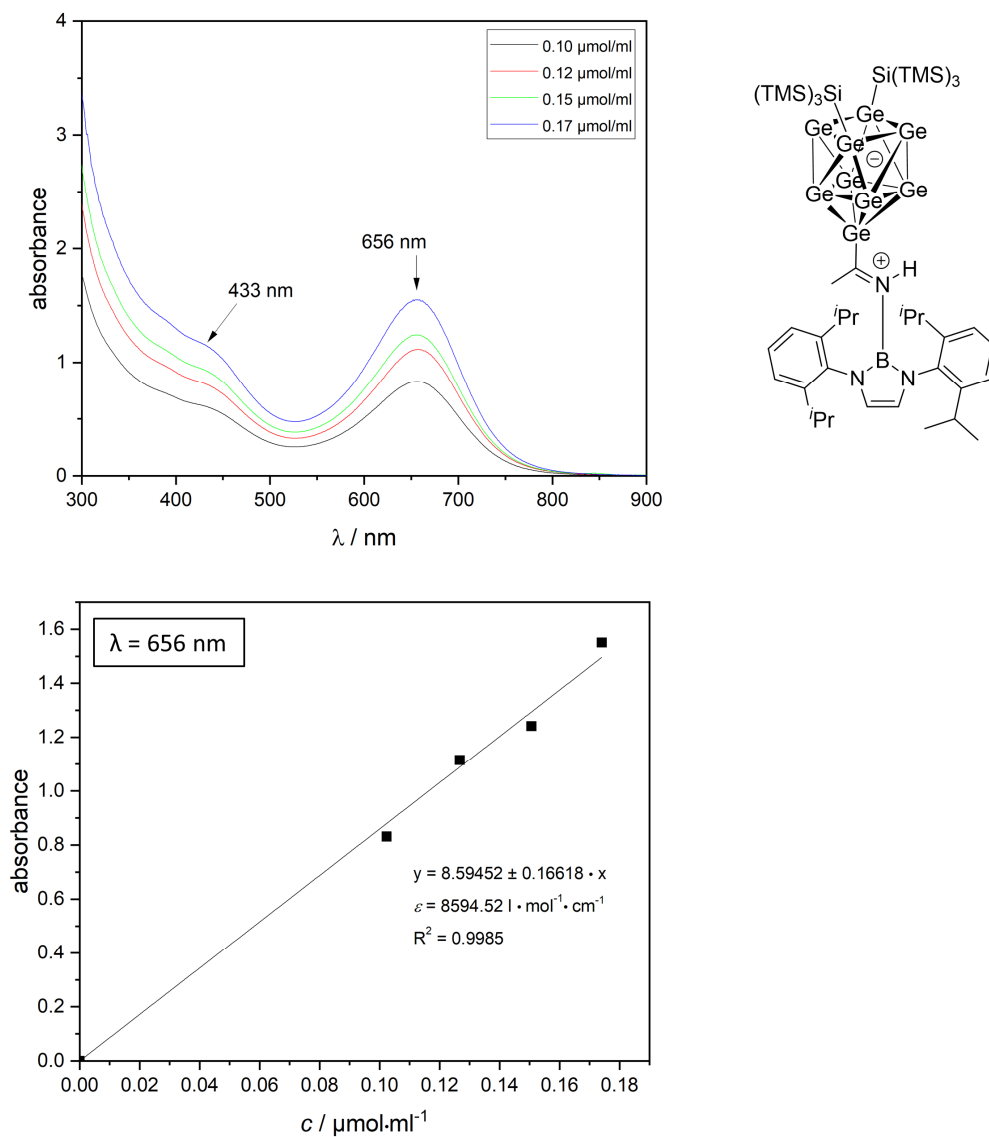 4
3
2
1
0
absorbance
300
400
500
600
700
800
900
λ / nm
0.10 µmol/ml
0.12 µmol/ml
0.15 µmol/ml
0.17 µmol/ml
433 nm
656 nm
(TMS)₃Si
Si(TMS)₃
Ge
Ge
Ge
Ge
Ge
Ge
Ge
Ge
Ge
−
+
N
H
iPr
iPr
B
N
N
iPr
λ = 656 nm
1.6
1.4
1.2
1.0
0.8
0.6
0.4
0.2
0.0
absorbance
y = 8.59452 ± 0.16618 · x
ε = 8594.52 l · mol⁻¹ · cm⁻¹
R² = 0.9985
0.00
0.02
0.04
0.06
0.08
0.10
0.12
0.14
0.16
0.18
c / µmol·ml⁻¹